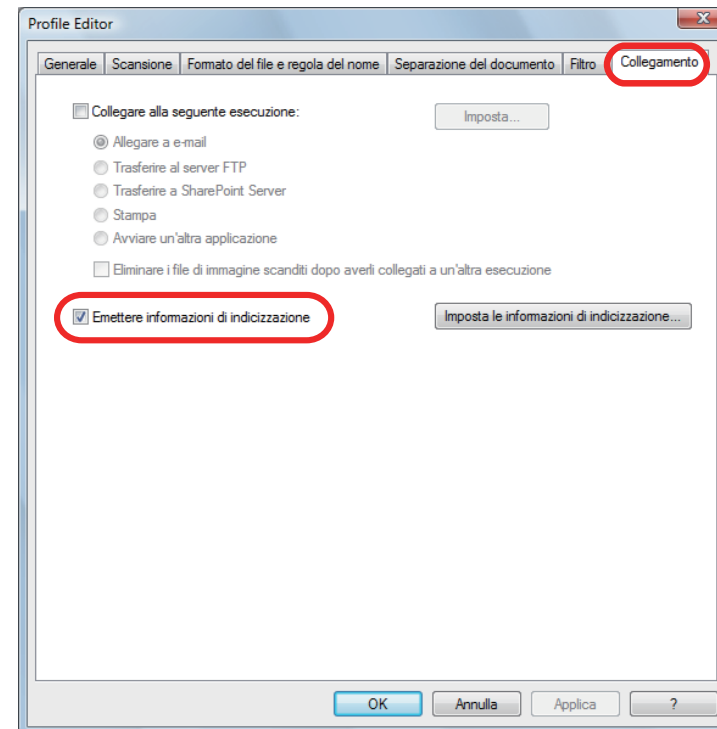 Profile Editor
Generale Scansione Formato del file e regola del nome Separazione del documento Filtro Collegamento
Collegare alla seguente esecuzione: Imposta...
Allegare a e-mail
Trasferire al server FTP
Trasferire a SharePoint Server
Stampa
Avviare un'altra applicazione
Eliminare i file di immagine scanditi dopo averli collegati a un'altra esecuzione
Emettere informazioni di indicizzazione Imposta le informazioni di indicizzazione...
OK Annulla Applica ?